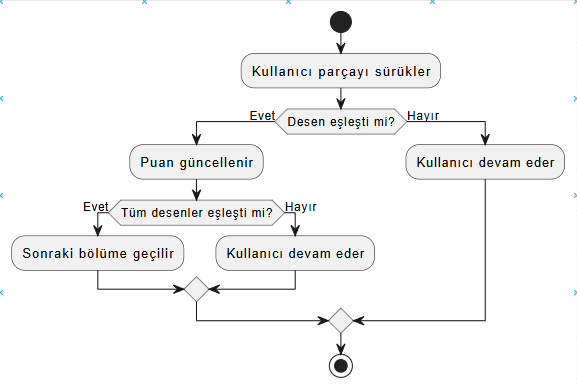 Kullanıcı parçayı sürükler
Evet
Desen eşleşti mi?
Hayır
Puan güncellenir
Kullanıcı devam eder
Evet
Tüm desenler eşleşti mi?
Hayır
Sonraki bölüme geçilir
Kullanıcı devam eder